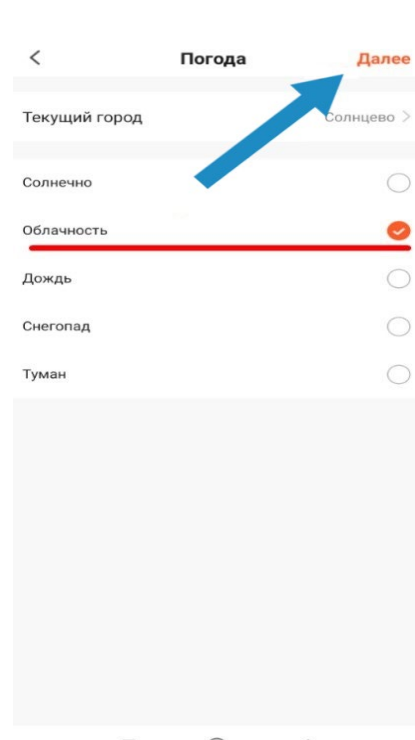 Погода Далее
Текущий город Солнцево
Солнечно
Облачность
Дождь
Снегопад
Туман